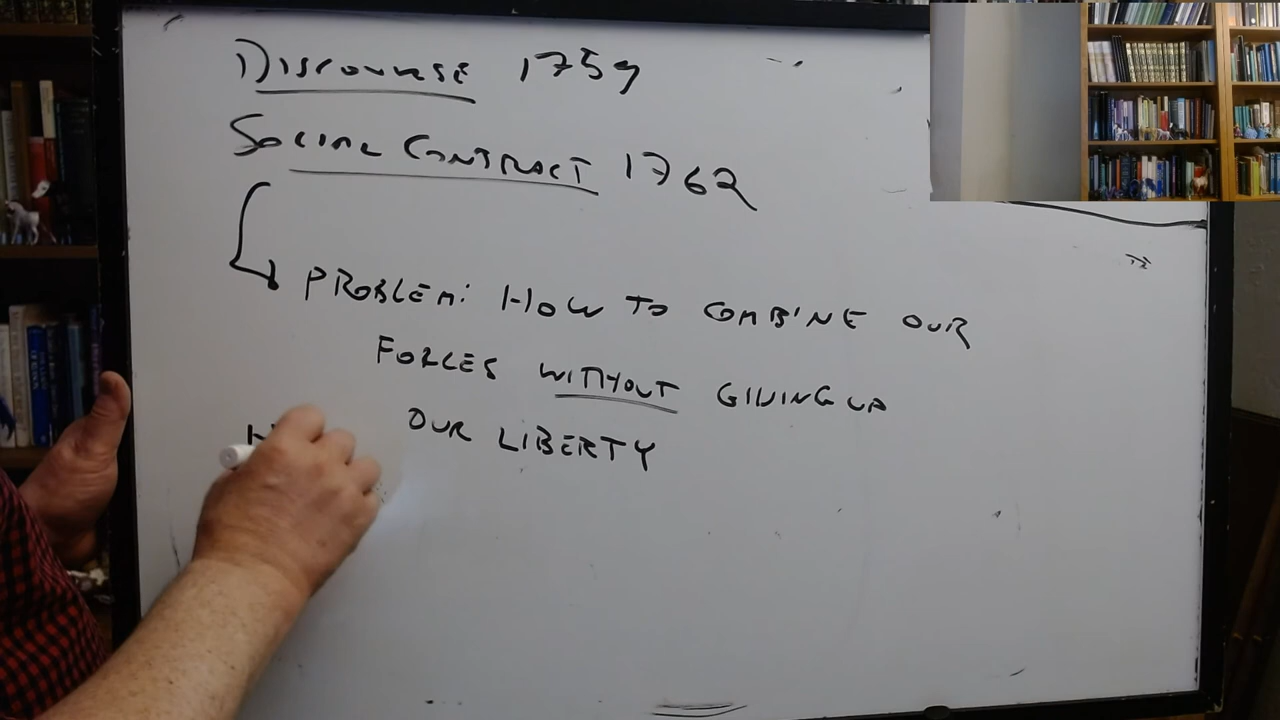 DISCOURSE 1759
SOCIAL CONTRACT 1762
PROBLEM: HOW TO COMBINE OUR
FORCES WITHOUT GIVING UP
OUR LIBERTY